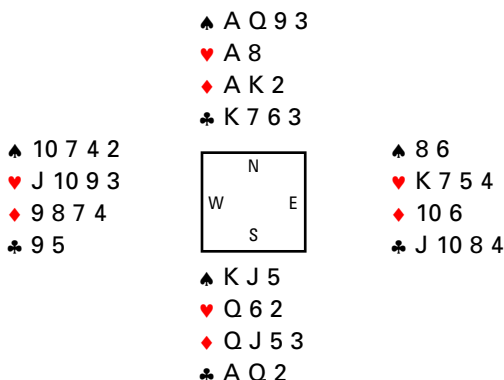 ♠ A Q 9 3
♥ A 8
♦ A K 2
♣ K 7 6 3
♠ 10 7 4 2
♥ J 10 9 3
♦ 9 8 7 4
♣ 9 5
N
W E
S
♠ 8 6
♥ K 7 5 4
♦ 10 6
♣ J 10 8 4
♠ K J 5
♥ Q 6 2
♦ Q J 5 3
♣ A Q 2